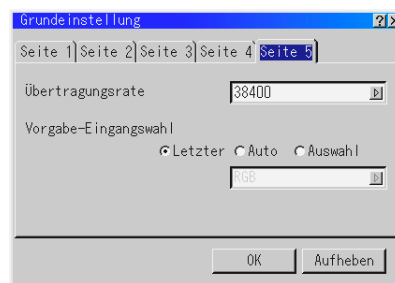 Grundeinstellung
Seite 1 Seite 2 Seite 3 Seite 4 Seite 5
Übertragungsrate 38400
Vorgabe-Eingangswahl
Letzter Auto Auswahl
RGB
OK Aufheben